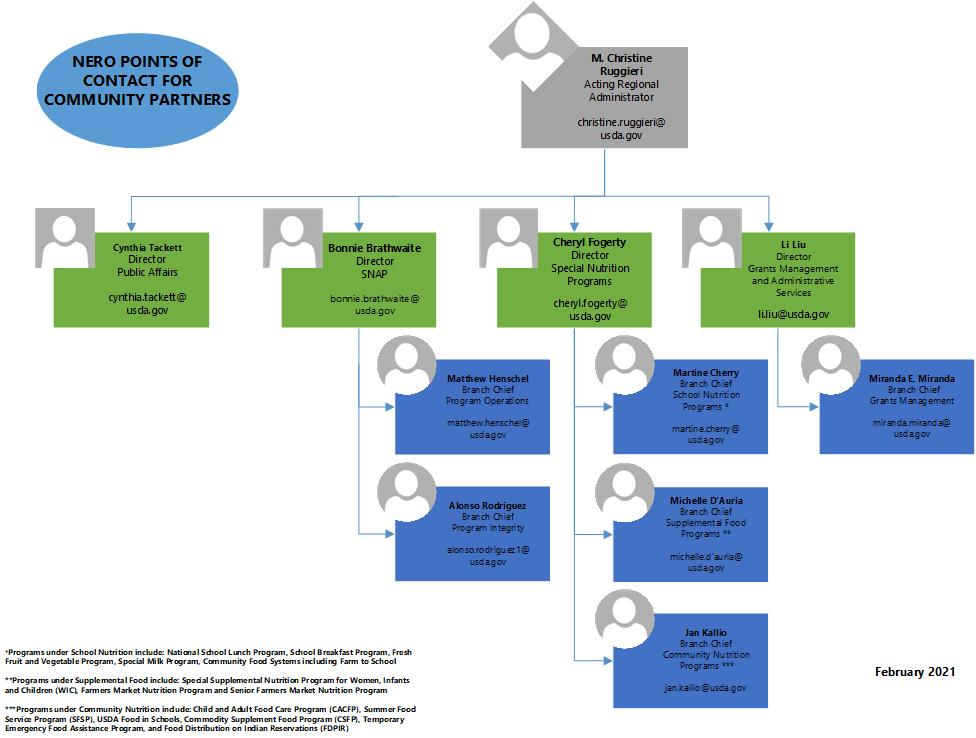 NERO POINTS OF
CONTACT FOR
COMMUNITY PARTNERS
M. Christine
Ruggieri
Acting Regional
Administrator
christine.ruggieri@
usda.gov
Cynthia Tackett
Director
Public Affairs
cynthia.tackett@
usda.gov
Bonnie Brathwaite
Director
SNAP
bonnie.brathwaite@
usda.gov
Cheryl Fogerty
Director
Special Nutrition
Programs
cheryl.fogerty@
usda.gov
Li Liu
Director
Grants Management
and Administrative
Services
li.liu@usda.gov
Matthew Henschel
Branch Chief
Program Operations
matthew.henschel@
usda.gov
Martine Cherry
Branch Chief
School Nutrition
Programs *
martine.cherry@
usda.gov
Miranda E. Miranda
Branch Chief
Grants Management
miranda.miranda@
usda.gov
Alonso Rodriguez
Branch Chief
Program Integrity
alonso.rodriguez1@
usda.gov
Michelle D'Auria
Branch Chief
Supplemental Food
Programs **
michelle.d'auria@
usda.gov
Jan Kallio
Branch Chief
Community Nutrition
Programs ***
jan.kallio@usda.gov
*Programs under School Nutrition include: National School Lunch Program, School Breakfast Program, Fresh
Fruit and Vegetable Program, Special Milk Program, Community Food Systems including Farm to School
**Programs under Supplemental Food include: Special Supplemental Nutrition Program for Women, Infants
and Children (WIC), Farmers Market Nutrition Program and Senior Farmers Market Nutrition Program
***Programs under Community Nutrition include: Child and Adult Food Care Program (CACFP), Summer Food
Service Program (SFSP), USDA Food in Schools, Commodity Supplement Food Program (CSFP), Temporary
Emergency Food Assistance Program, and Food Distribution on Indian Reservations (FDPIR)
February 2021